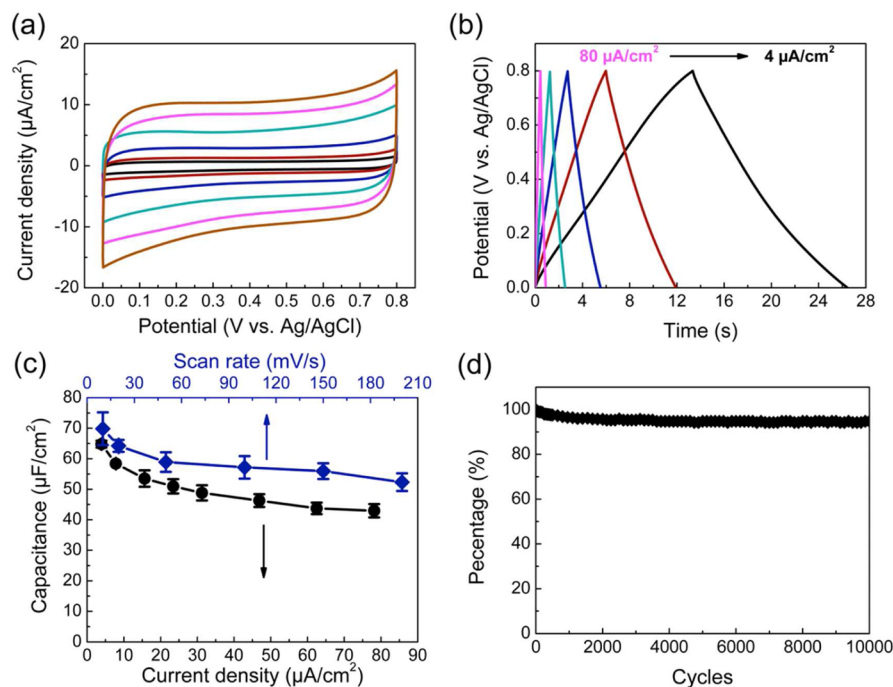 (a)
20
10
0
-10
-20
Current density (µA/cm²)
0.0 0.1 0.2 0.3 0.4 0.5 0.6 0.7 0.8
Potential (V vs. Ag/AgCl)
(b)
80 µA/cm² 4 µA/cm²
0.8
0.6
0.4
0.2
0.0
Potential (V vs. Ag/AgCl)
0 4 8 12 16 20 24 28
Time (s)
(c)
Scan rate (mV/s)
0 30 60 90 120 150 180 210
80
70
60
50
40
30
20
10
0
Capacitance (µF/cm²)
0 10 20 30 40 50 60 70 80 90
Current density (µA/cm²)
(d)
100
80
60
40
20
0
Pecentage (%)
0 2000 4000 6000 8000 10000
Cycles